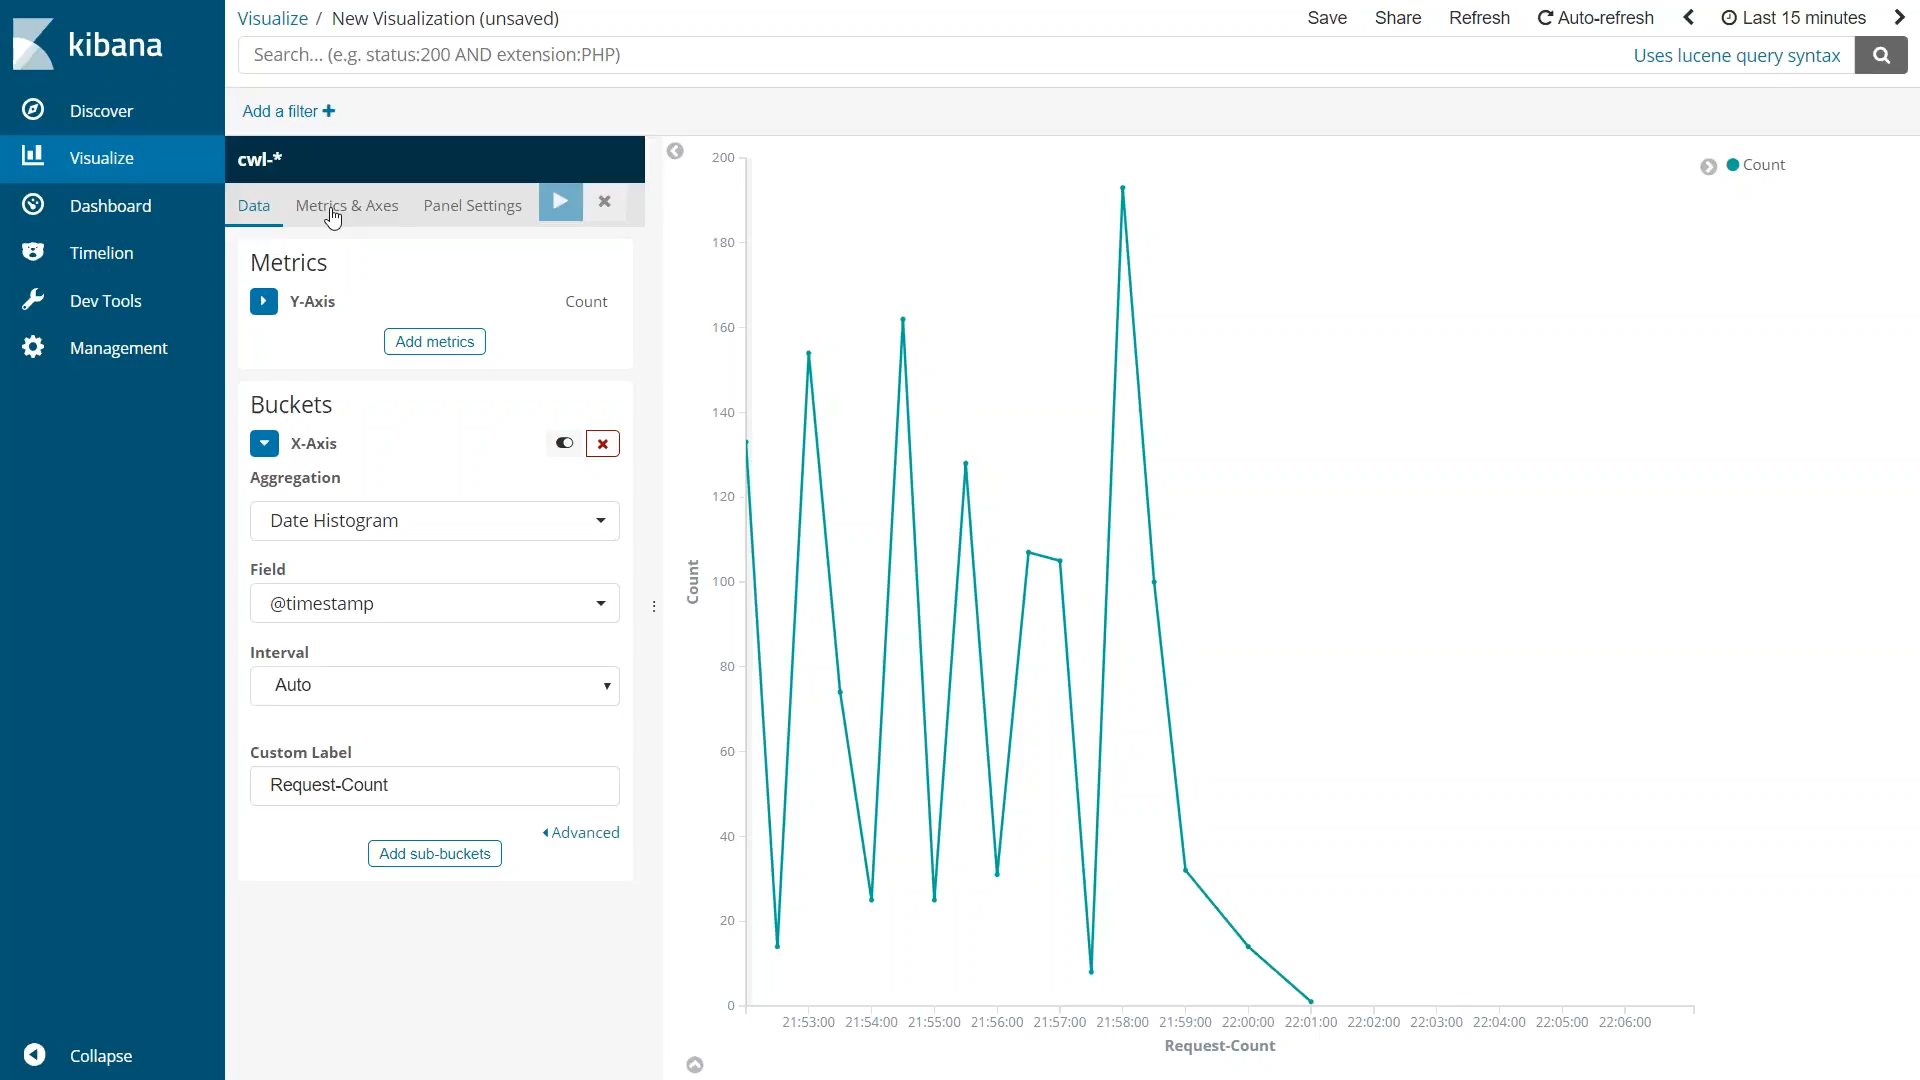 kibana
Discover
Visualize
Dashboard
Timelion
Dev Tools
Management
Collapse
Visualize / New Visualization (unsaved)
Save Share Refresh Auto-refresh Last 15 minutes
Search... (e.g. status:200 AND extension:PHP)
Uses lucene query syntax
Add a filter
cwl-*
Data Metrics & Axes Panel Settings
Metrics
Y-Axis Count
Add metrics
Buckets
X-Axis
Aggregation
Date Histogram
Field
@timestamp
Interval
Auto
Custom Label
Request-Count
Advanced
Add sub-buckets
Count
200
180
160
140
120
100
80
60
40
20
0
Count
21:53:00 21:54:00 21:55:00 21:56:00 21:57:00 21:58:00 21:59:00 22:00:00 22:01:00 22:02:00 22:03:00 22:04:00 22:05:00 22:06:00
Request-Count